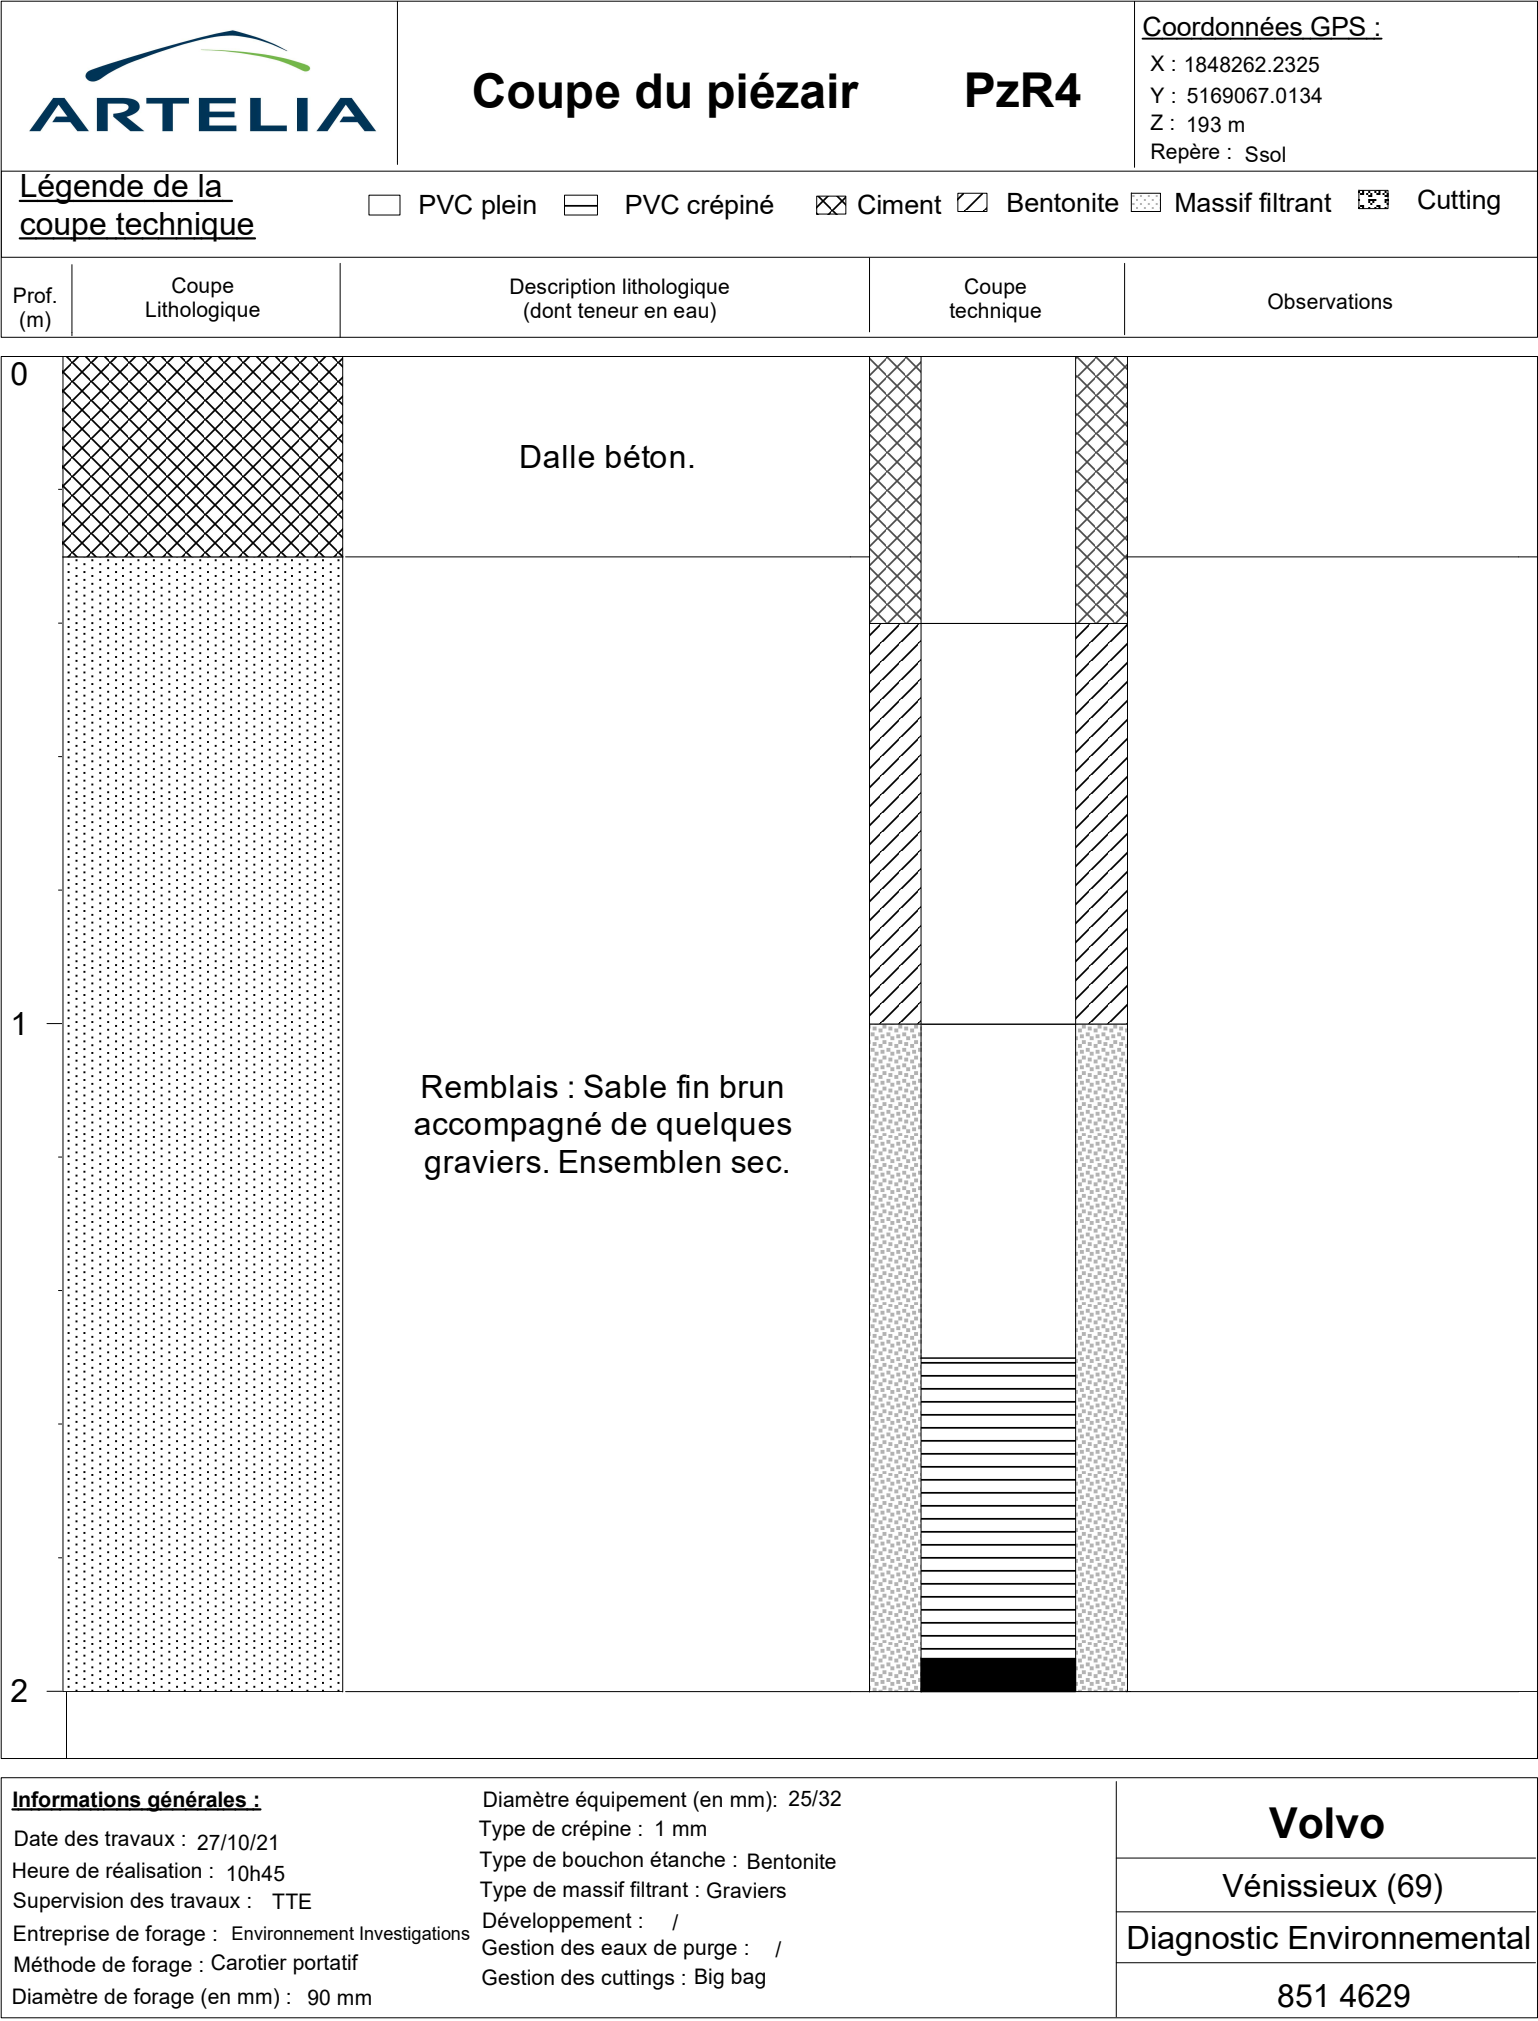 ARTELIA
Coupe du piézair PzR4
Coordonnées GPS :
X : 1848262.2325
Y : 5169067.0134
Z : 193 m
Repère : Ssol
Légende de la
coupe technique
PVC plein PVC crépiné Ciment Bentonite Massif filtrant Cutting
Prof.
(m)
Coupe
Lithologique
Description lithologique
(dont teneur en eau)
Coupe
technique
Observations
0
Dalle béton.
1
Remblais : Sable fin brun
accompagné de quelques
graviers. Ensemblen sec.
2
Informations générales :
Date des travaux : 27/10/21
Heure de réalisation : 10h45
Supervision des travaux : TTE
Entreprise de forage : Environnement Investigations
Méthode de forage : Carotier portatif
Diamètre de forage (en mm) : 90 mm
Diamètre équipement (en mm): 25/32
Type de crépine : 1 mm
Type de bouchon étanche : Bentonite
Type de massif filtrant : Graviers
Développement : /
Gestion des eaux de purge : /
Gestion des cuttings : Big bag
Volvo
Vénissieux (69)
Diagnostic Environnemental
851 4629